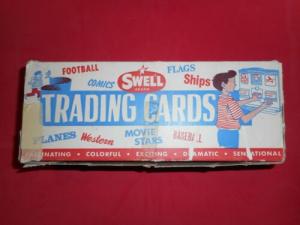 FOOTBALL
COMICS
SWELL
BRAND
FLAGS
Ships
TRADING CARDS
PLANES
Western
MOVIE
STARS
BASEBALL
FASCINATING • COLORFUL • EXCITING • DRAMATIC • SENSATIONAL